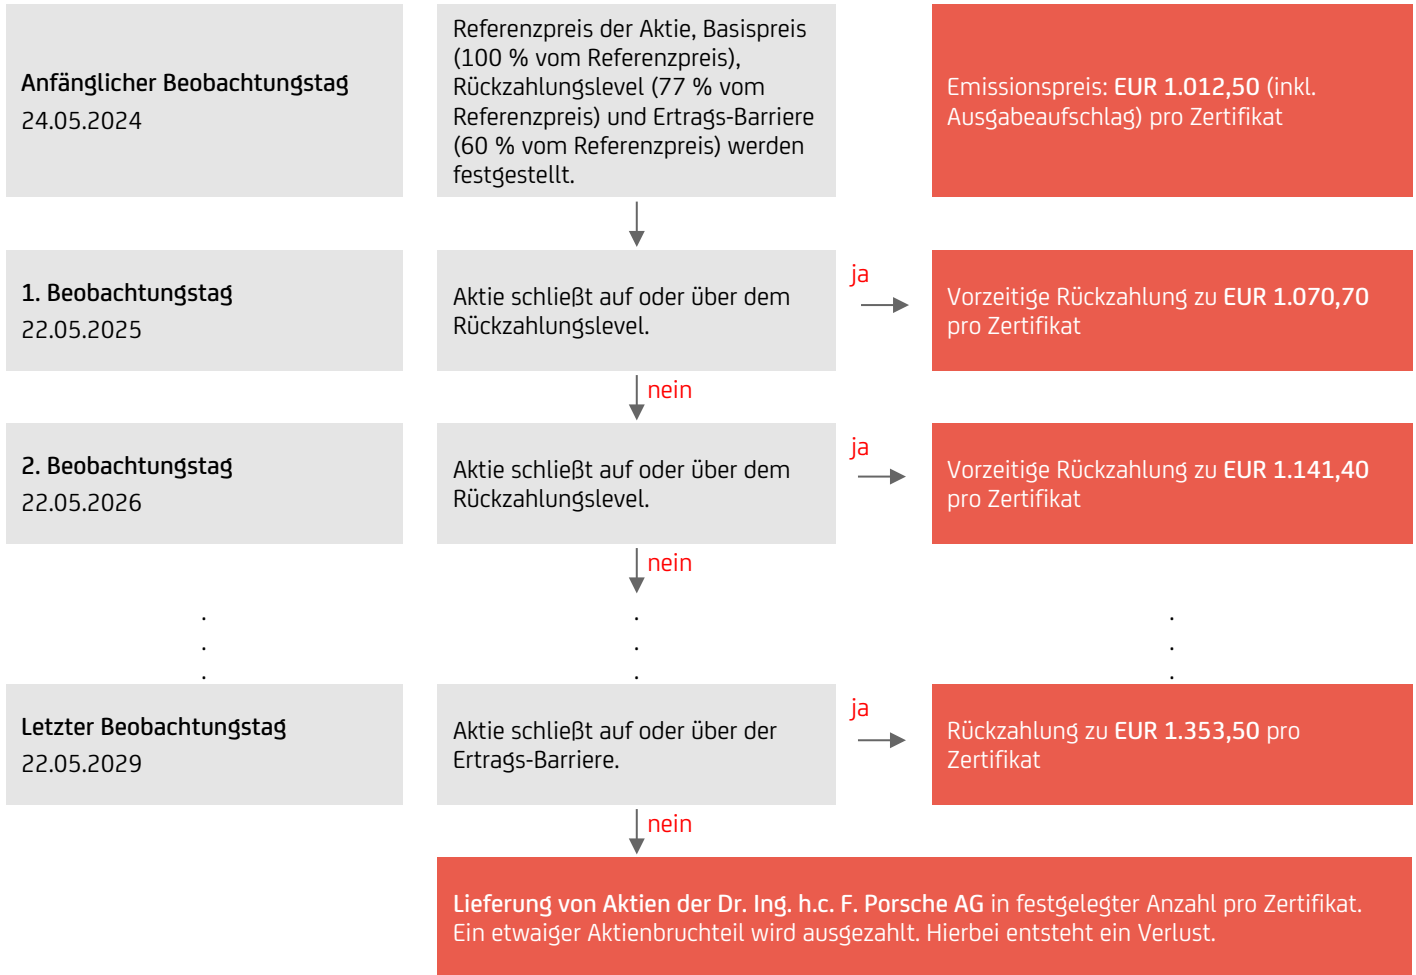 Anfänglicher Beobachtungstag
24.05.2024
Referenzpreis der Aktie, Basispreis
(100 % vom Referenzpreis),
Rückzahlungslevel (77 % vom
Referenzpreis) und Ertrags-Barriere
(60 % vom Referenzpreis) werden
festgestellt.
Emissionspreis: EUR 1.012,50 (inkl.
Ausgabeaufschlag) pro Zertifikat
1. Beobachtungstag
22.05.2025
Aktie schließt auf oder über dem
Rückzahlungslevel.
ja
Vorzeitige Rückzahlung zu EUR 1.070,70
pro Zertifikat
nein
2. Beobachtungstag
22.05.2026
Aktie schließt auf oder über dem
Rückzahlungslevel.
ja
Vorzeitige Rückzahlung zu EUR 1.141,40
pro Zertifikat
nein
. . .
. . .
. . .
Letzter Beobachtungstag
22.05.2029
Aktie schließt auf oder über der
Ertrags-Barriere.
ja
Rückzahlung zu EUR 1.353,50 pro
Zertifikat
nein
Lieferung von Aktien der Dr. Ing. h.c. F. Porsche AG in festgelegter Anzahl pro Zertifikat.
Ein etwaiger Aktienbruchteil wird ausgezahlt. Hierbei entsteht ein Verlust.